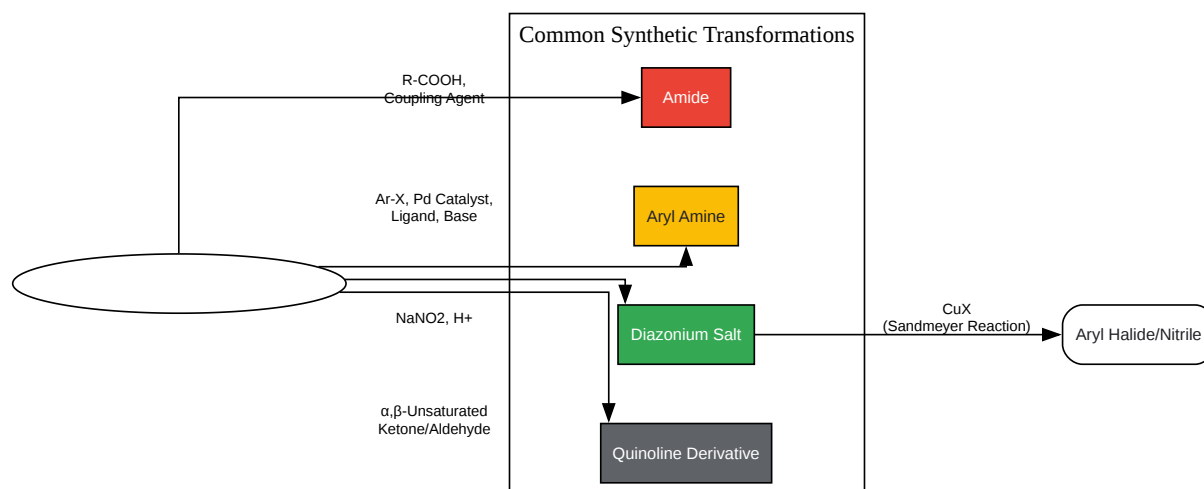 Common Synthetic Transformations
R-COOH,
Coupling Agent
Amide
Ar-X, Pd Catalyst,
Ligand, Base
Aryl Amine
NaNO2, H+
Diazonium Salt
CuX
(Sandmeyer Reaction)
Aryl Halide/Nitrile
α,β-Unsaturated
Ketone/Aldehyde
Quinoline Derivative